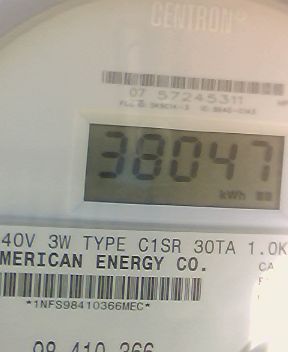 CENTRON®
07 57245311
38047
kWh
40V 3W TYPE C1SR 30TA 1.0K
MERICAN ENERGY CO.
CA
*1NFS98410366MEC*
F
98 410 366